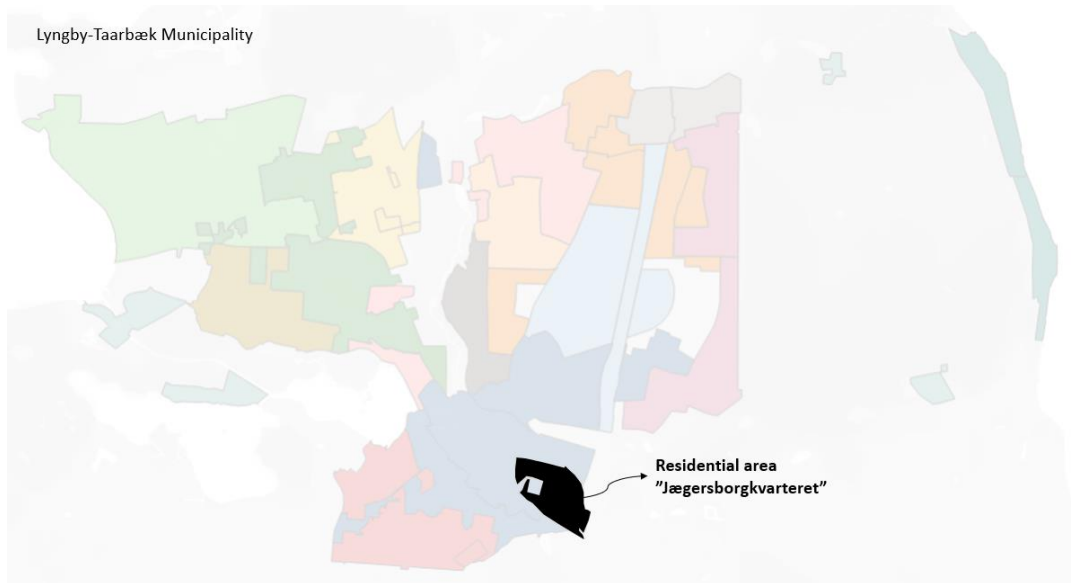 Lyngby-Taarbæk Municipality
Residential area
”Jægersborgkvarteret”